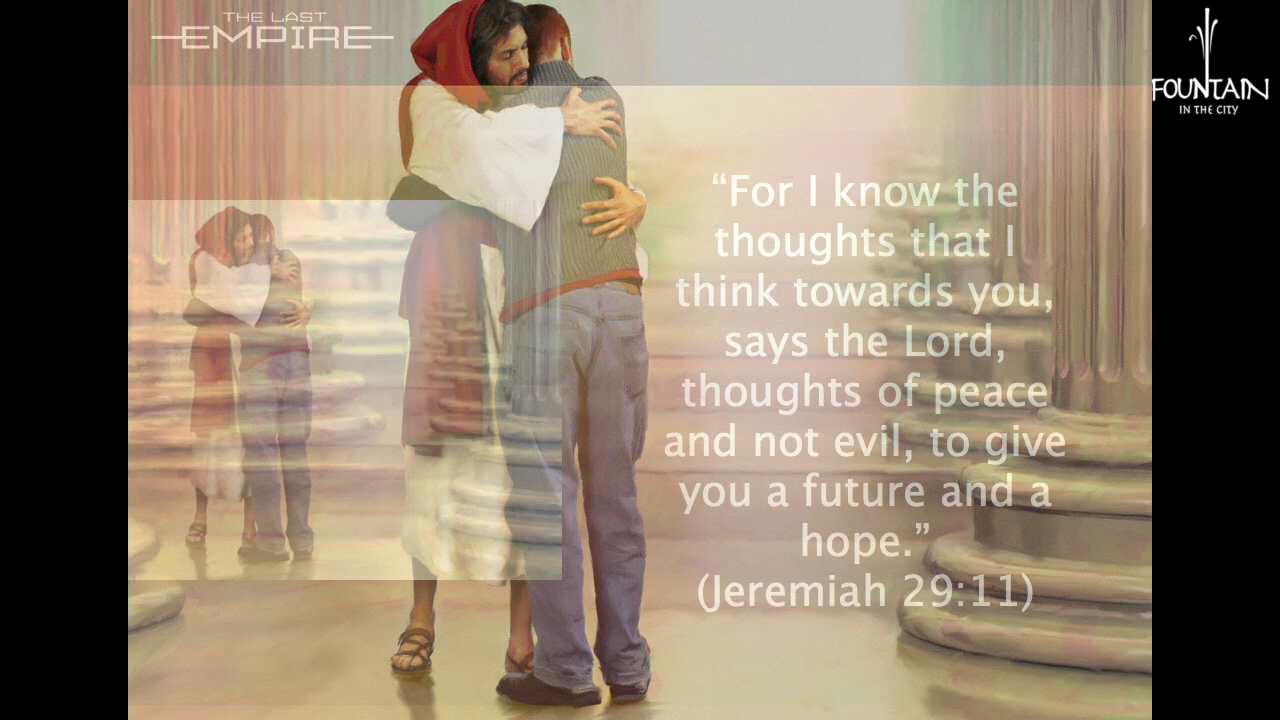 THE LAST
EMPIRE
FOUNTAIN
IN THE CITY
“For I know the
thoughts that I
think towards you,
says the Lord,
thoughts of peace
and not evil, to give
you a future and a
hope.”
(Jeremiah 29:11)